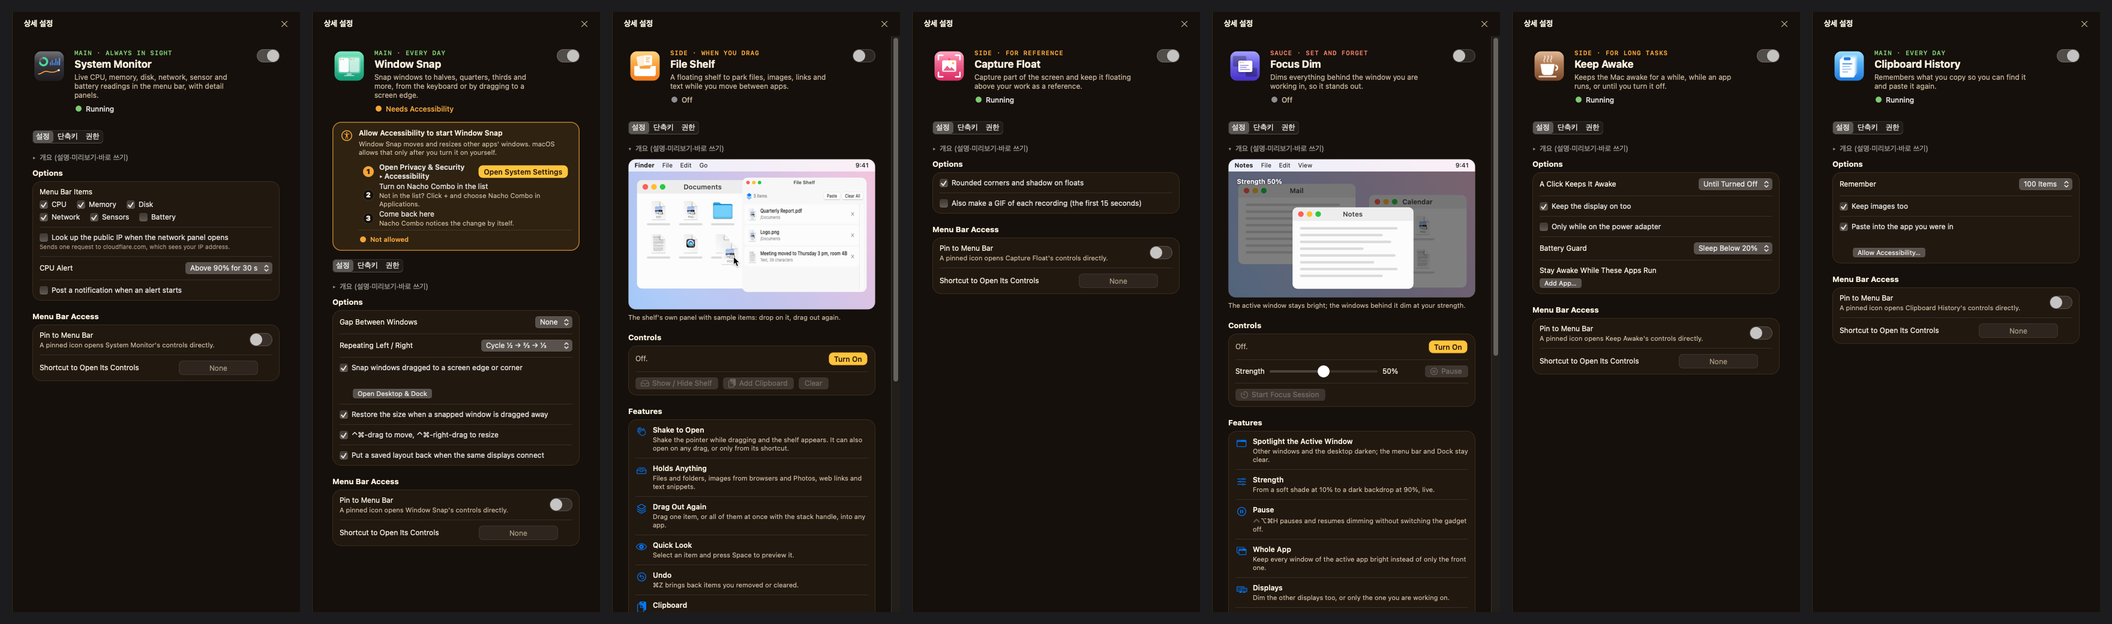 상세 설정
MAIN · ALWAYS IN SIGHT
System Monitor
Live CPU, memory, disk, network, sensor and
battery readings in the menu bar, with detail
panels.
Running
설정 단축키 권한
개요 (설명·미리보기·바로 쓰기)
Options
Menu Bar Items
CPU Memory Disk
Network Sensors Battery
Look up the public IP when the network panel opens
Sends one request to cloudflare.com, which sees your IP address.
CPU Alert Above 90% for 30 s
Post a notification when an alert starts
Menu Bar Access
Pin to Menu Bar
A pinned icon opens System Monitor's controls directly.
Shortcut to Open Its Controls None
상세 설정
MAIN · EVERY DAY
Window Snap
Snap windows to halves, quarters, thirds and
more, from the keyboard or by dragging to a
screen edge.
Needs Accessibility
Allow Accessibility to start Window Snap
Window Snap moves and resizes other apps' windows. macOS
allows that only after you turn it on yourself.
1 Open Privacy & Security
› Accessibility
Open System Settings
2 Turn on Nacho Combo in the list
Not in the list? Click + and choose Nacho Combo in
Applications.
3 Come back here
Nacho Combo notices the change by itself.
Not allowed
설정 단축키 권한
개요 (설명·미리보기·바로 쓰기)
Options
Gap Between Windows None
Repeating Left / Right Cycle ½ → ⅔ → ⅓
Snap windows dragged to a screen edge or corner
Open Desktop & Dock
Restore the size when a snapped window is dragged away
^⌘-drag to move, ^⌘-right-drag to resize
Put a saved layout back when the same displays connect
Menu Bar Access
Pin to Menu Bar
A pinned icon opens Window Snap's controls directly.
Shortcut to Open Its Controls None
상세 설정
SIDE · WHEN YOU DRAG
File Shelf
A floating shelf to park files, images, links and
text while you move between apps.
Off
설정 단축키 권한
개요 (설명·미리보기·바로 쓰기)
Finder File Edit Go 9:41
Documents
File Shelf
3 items Paste Clear All
Quarterly Report.pdf
Documents
Logo.png
Documents
Meeting moved to Thursday 3 pm, room 4B
Text, 39 characters
The shelf's own panel with sample items: drop on it, drag out again.
Controls
Off. Turn On
Show / Hide Shelf Add Clipboard Clear
Features
Shake to Open
Shake the pointer while dragging and the shelf appears. It can also
open on any drag, or only from its shortcut.
Holds Anything
Files and folders, images from browsers and Photos, web links and
text snippets.
Drag Out Again
Drag one item, or all of them at once with the stack handle, into any
app.
Quick Look
Select an item and press Space to preview it.
Undo
⌘Z brings back items you removed or cleared.
Clipboard
상세 설정
SIDE · FOR REFERENCE
Capture Float
Capture part of the screen and keep it floating
above your work as a reference.
Running
설정 단축키 권한
개요 (설명·미리보기·바로 쓰기)
Options
Rounded corners and shadow on floats
Also make a GIF of each recording (the first 15 seconds)
Menu Bar Access
Pin to Menu Bar
A pinned icon opens Capture Float's controls directly.
Shortcut to Open Its Controls None
상세 설정
SAUCE · SET AND FORGET
Focus Dim
Dims everything behind the window you are
working in, so it stands out.
Off
설정 단축키 권한
개요 (설명·미리보기·바로 쓰기)
Notes File Edit View 9:41
Strength 50%
Mail
Calendar
Notes
The active window stays bright; the windows behind it dim at your strength.
Controls
Off. Turn On
Strength 50% Pause
Start Focus Session
Features
Spotlight the Active Window
Other windows and the desktop darken; the menu bar and Dock stay
clear.
Strength
From a soft shade at 10% to a dark backdrop at 90%, live.
Pause
^⌥⌘H pauses and resumes dimming without switching the gadget
off.
Whole App
Keep every window of the active app bright instead of only the front
one.
Displays
Dim the other displays too, or only the one you are working on.
상세 설정
SIDE · FOR LONG TASKS
Keep Awake
Keeps the Mac awake for a while, while an app
runs, or until you turn it off.
Running
설정 단축키 권한
개요 (설명·미리보기·바로 쓰기)
Options
A Click Keeps It Awake Until Turned Off
Keep the display on too
Only while on the power adapter
Battery Guard Sleep Below 20%
Stay Awake While These Apps Run
Add App...
Menu Bar Access
Pin to Menu Bar
A pinned icon opens Keep Awake's controls directly.
Shortcut to Open Its Controls None
상세 설정
MAIN · EVERY DAY
Clipboard History
Remembers what you copy so you can find it
and paste it again.
Running
설정 단축키 권한
개요 (설명·미리보기·바로 쓰기)
Options
Remember 100 Items
Keep images too
Paste into the app you were in
Allow Accessibility...
Menu Bar Access
Pin to Menu Bar
A pinned icon opens Clipboard History's controls directly.
Shortcut to Open Its Controls None